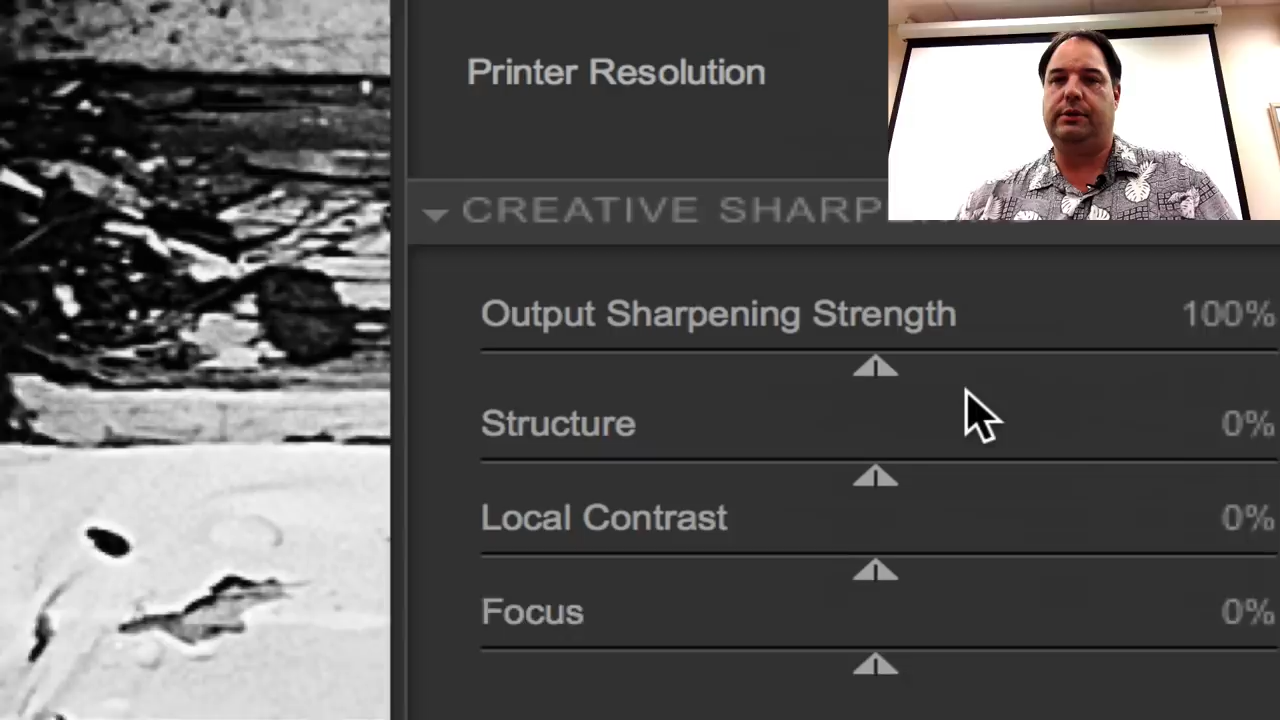 Printer Resolution
CREATIVE SHARP
Output Sharpening Strength 100%
Structure 0%
Local Contrast 0%
Focus 0%